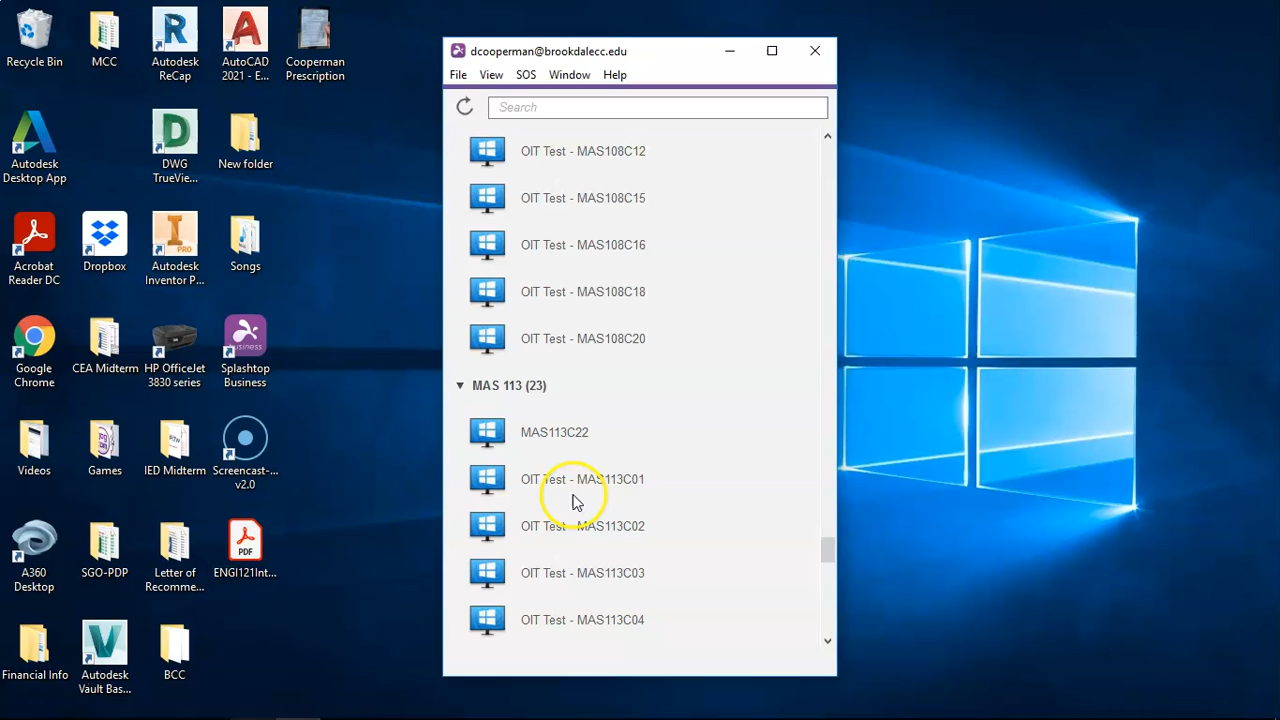 Recycle Bin
MCC
Autodesk
ReCap
AutoCAD
2021 - E...
Cooperman
Prescription
Autodesk
Desktop App
DWG
TrueVie...
New folder
Acrobat
Reader DC
Dropbox
Autodesk
Inventor P...
Songs
Google
Chrome
CEA Midterm
HP OfficeJet
3830 series
Splashtop
Business
Videos
Games
IED Midterm
Screencast-...
v2.0
A360
Desktop
SGO-PDP
Letter of
Recomme...
ENGI121Int...
Financial Info
Autodesk
Vault Bas...
BCC
dcooperman@brookdalecc.edu
File View SOS Window Help
Search
OIT Test - MAS108C12
OIT Test - MAS108C15
OIT Test - MAS108C16
OIT Test - MAS108C18
OIT Test - MAS108C20
MAS 113 (23)
MAS113C22
OIT Test - MAS113C01
OIT Test - MAS113C02
OIT Test - MAS113C03
OIT Test - MAS113C04